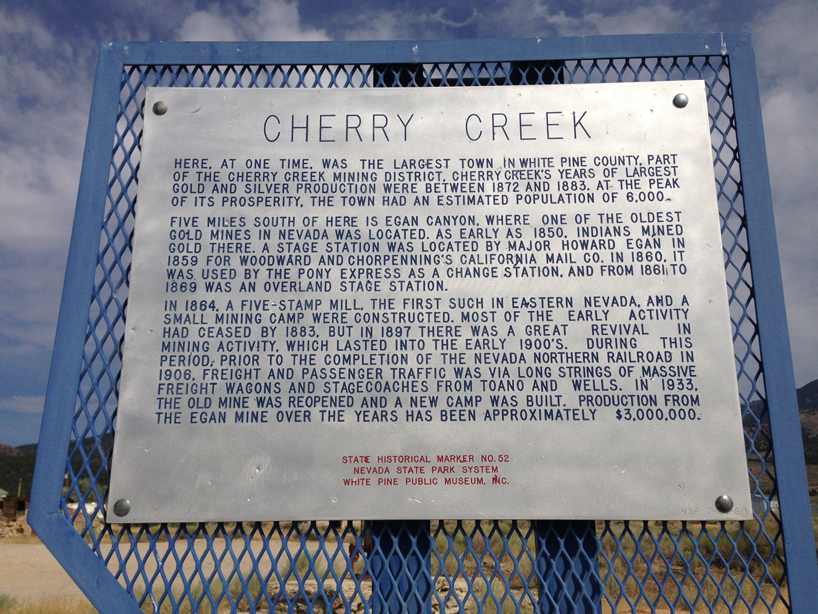 CHERRY CREEK
HERE, AT ONE TIME, WAS THE LARGEST TOWN IN WHITE PINE COUNTY. PART
OF THE CHERRY CREEK MINING DISTRICT, CHERRY CREEK'S YEARS OF LARGEST
GOLD AND SILVER PRODUCTION WERE BETWEEN 1872 AND 1883. AT THE PEAK
OF ITS PROSPERITY, THE TOWN HAD AN ESTIMATED POPULATION OF 6,000.
FIVE MILES SOUTH OF HERE IS EGAN CANYON, WHERE ONE OF THE OLDEST
GOLD MINES IN NEVADA WAS LOCATED. AS EARLY AS 1850, INDIANS MINED
GOLD THERE. A STAGE STATION WAS LOCATED BY MAJOR HOWARD EGAN IN
1859 FOR WOODWARD AND CHORPENNING'S CALIFORNIA MAIL CO. IN 1860, IT
WAS USED BY THE PONY EXPRESS AS A CHANGE STATION, AND FROM 1861 TO
1869 WAS AN OVERLAND STAGE STATION.
IN 1864, A FIVE-STAMP MILL, THE FIRST SUCH IN EASTERN NEVADA, AND A
SMALL MINING CAMP WERE CONSTRUCTED. MOST OF THE EARLY ACTIVITY
HAD CEASED BY 1883, BUT IN 1897 THERE WAS A GREAT REVIVAL IN
MINING ACTIVITY, WHICH LASTED INTO THE EARLY 1900'S. DURING THIS
PERIOD, PRIOR TO THE COMPLETION OF THE NEVADA NORTHERN RAILROAD IN
1906, FREIGHT AND PASSENGER TRAFFIC WAS VIA LONG STRINGS OF MASSIVE
FREIGHT WAGONS AND STAGECOACHES FROM TOANO AND WELLS. IN 1933,
THE OLD MINE WAS REOPENED AND A NEW CAMP WAS BUILT. PRODUCTION FROM
THE EGAN MINE OVER THE YEARS HAS BEEN APPROXIMATELY $3,000,000.
STATE HISTORICAL MARKER NO. 52
NEVADA STATE PARK SYSTEM
WHITE PINE PUBLIC MUSEUM, INC.
NSP